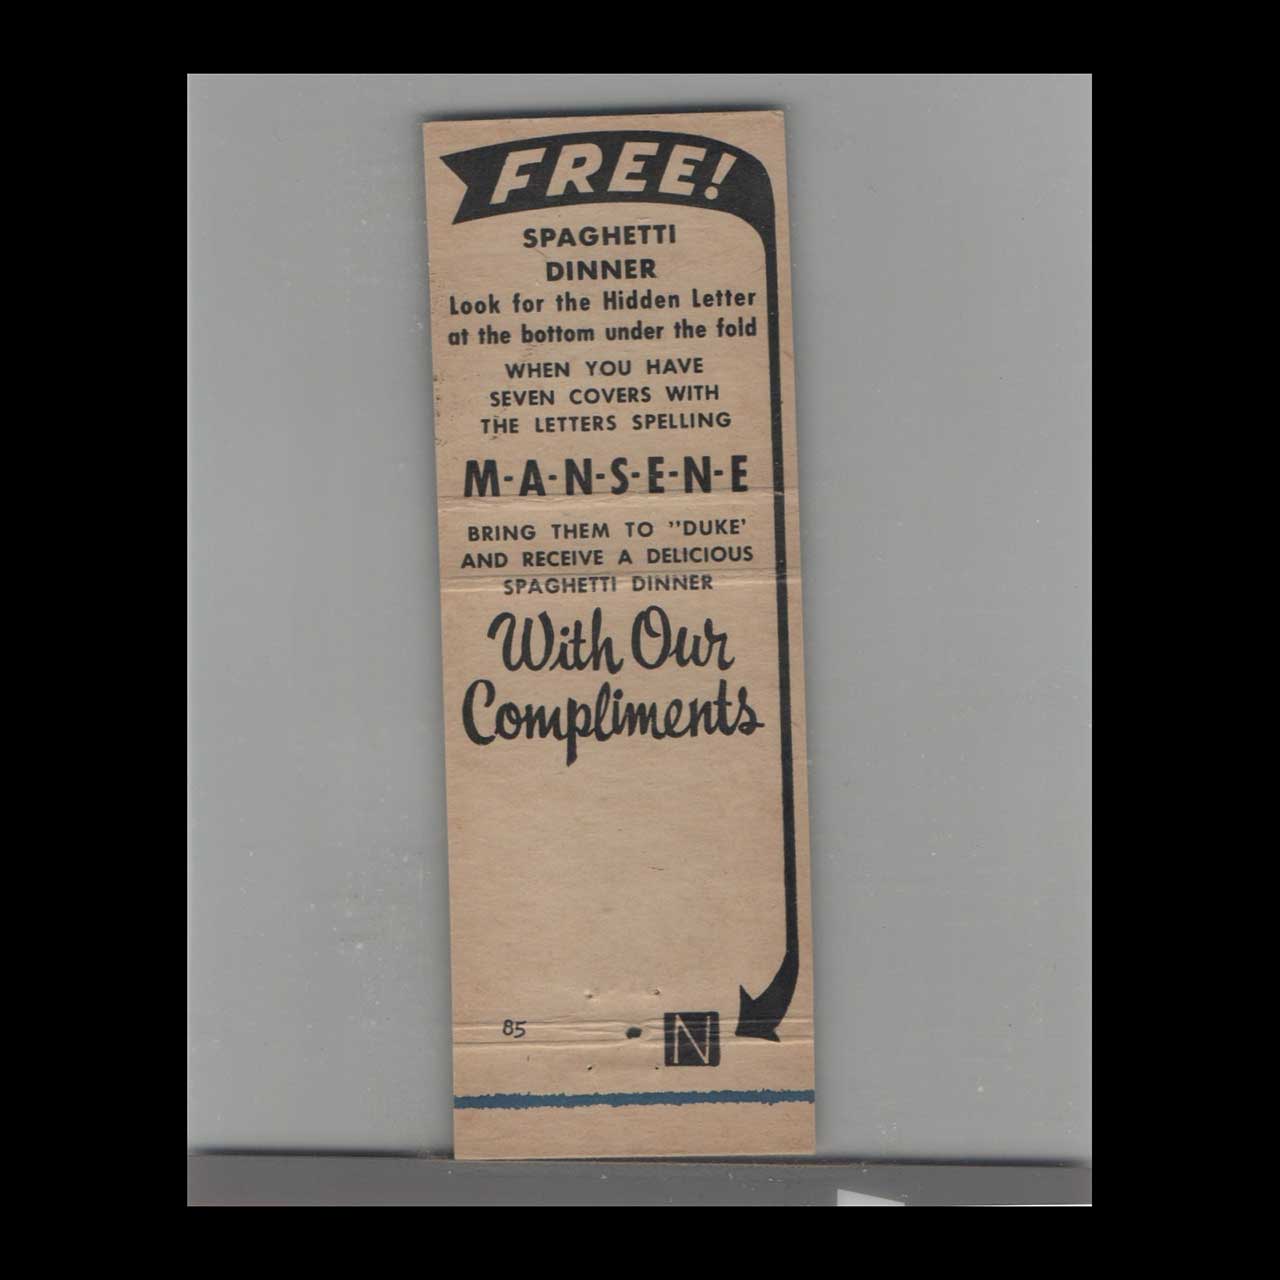 FREE!
SPAGHETTI
DINNER
Look for the Hidden Letter
at the bottom under the fold
WHEN YOU HAVE
SEVEN COVERS WITH
THE LETTERS SPELLING
M-A-N-S-E-N-E
BRING THEM TO "DUKE'
AND RECEIVE A DELICIOUS
SPAGHETTI DINNER
With Our
Compliments
85
N